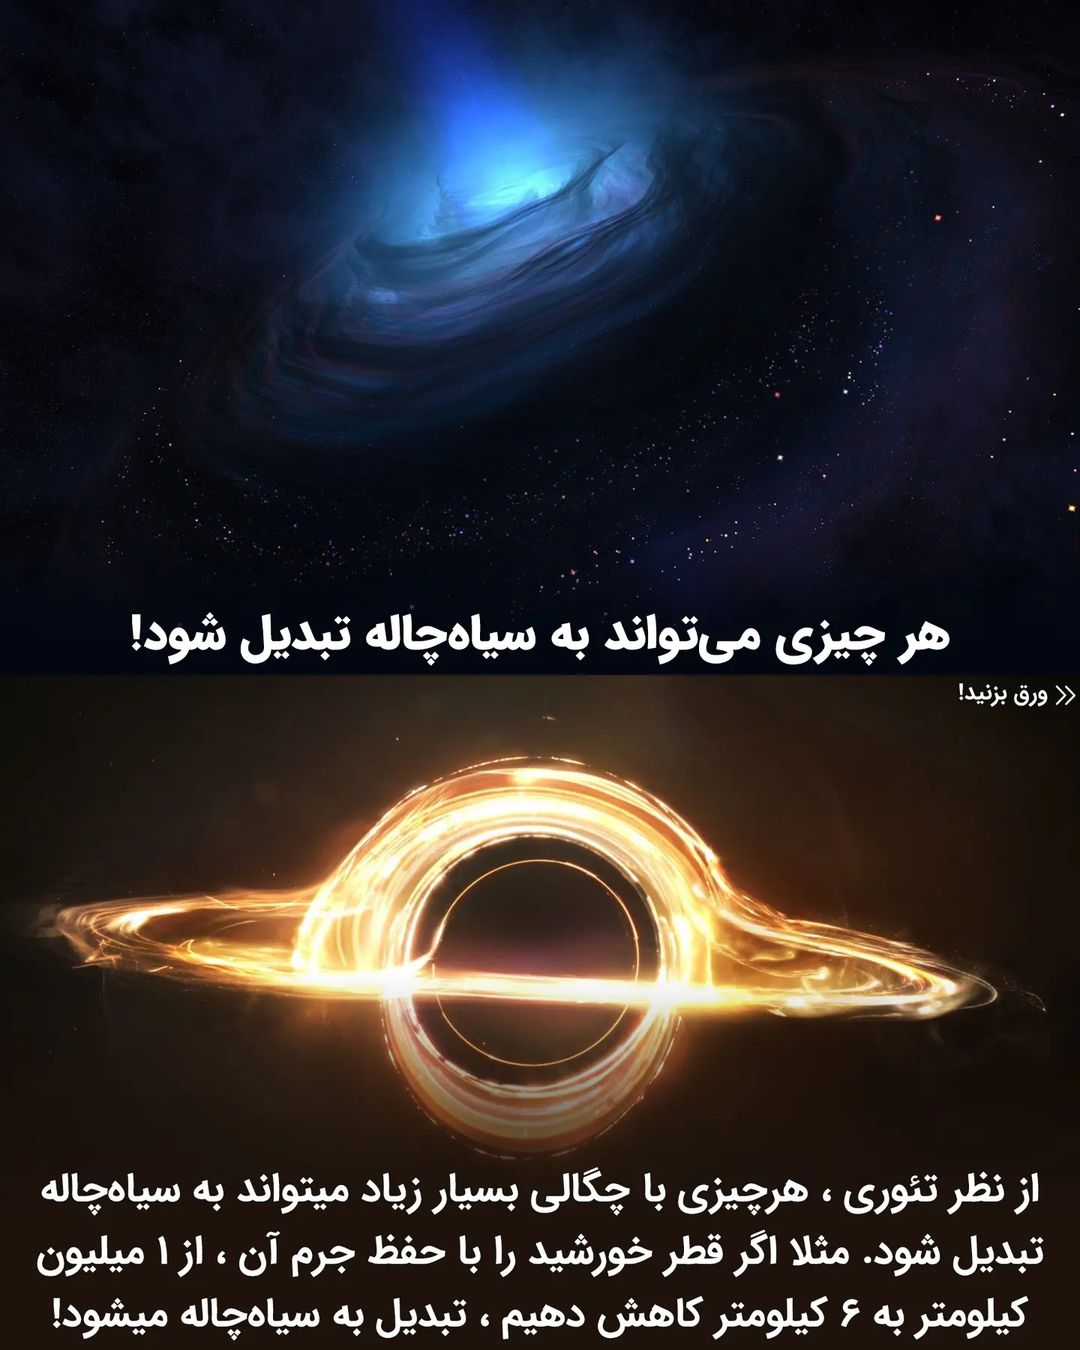 هر چیزی می‌تواند به سیاه‌چاله تبدیل شود!
ورق بزنید!
از نظر تئوری ، هرچیزی با چگالی بسیار زیاد میتواند به سیاه‌چاله
تبدیل شود. مثلا اگر قطر خورشید را با حفظ جرم آن ، از ۱ میلیون
کیلومتر به ۶ کیلومتر کاهش دهیم ، تبدیل به سیاه‌چاله میشود!